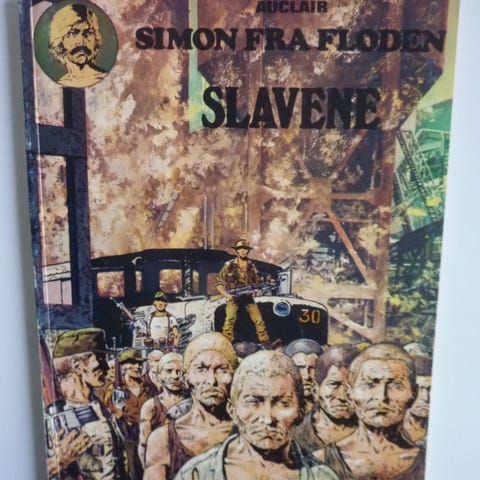 AUCLAIR
SIMON FRA FLODEN
SLAVENE
30